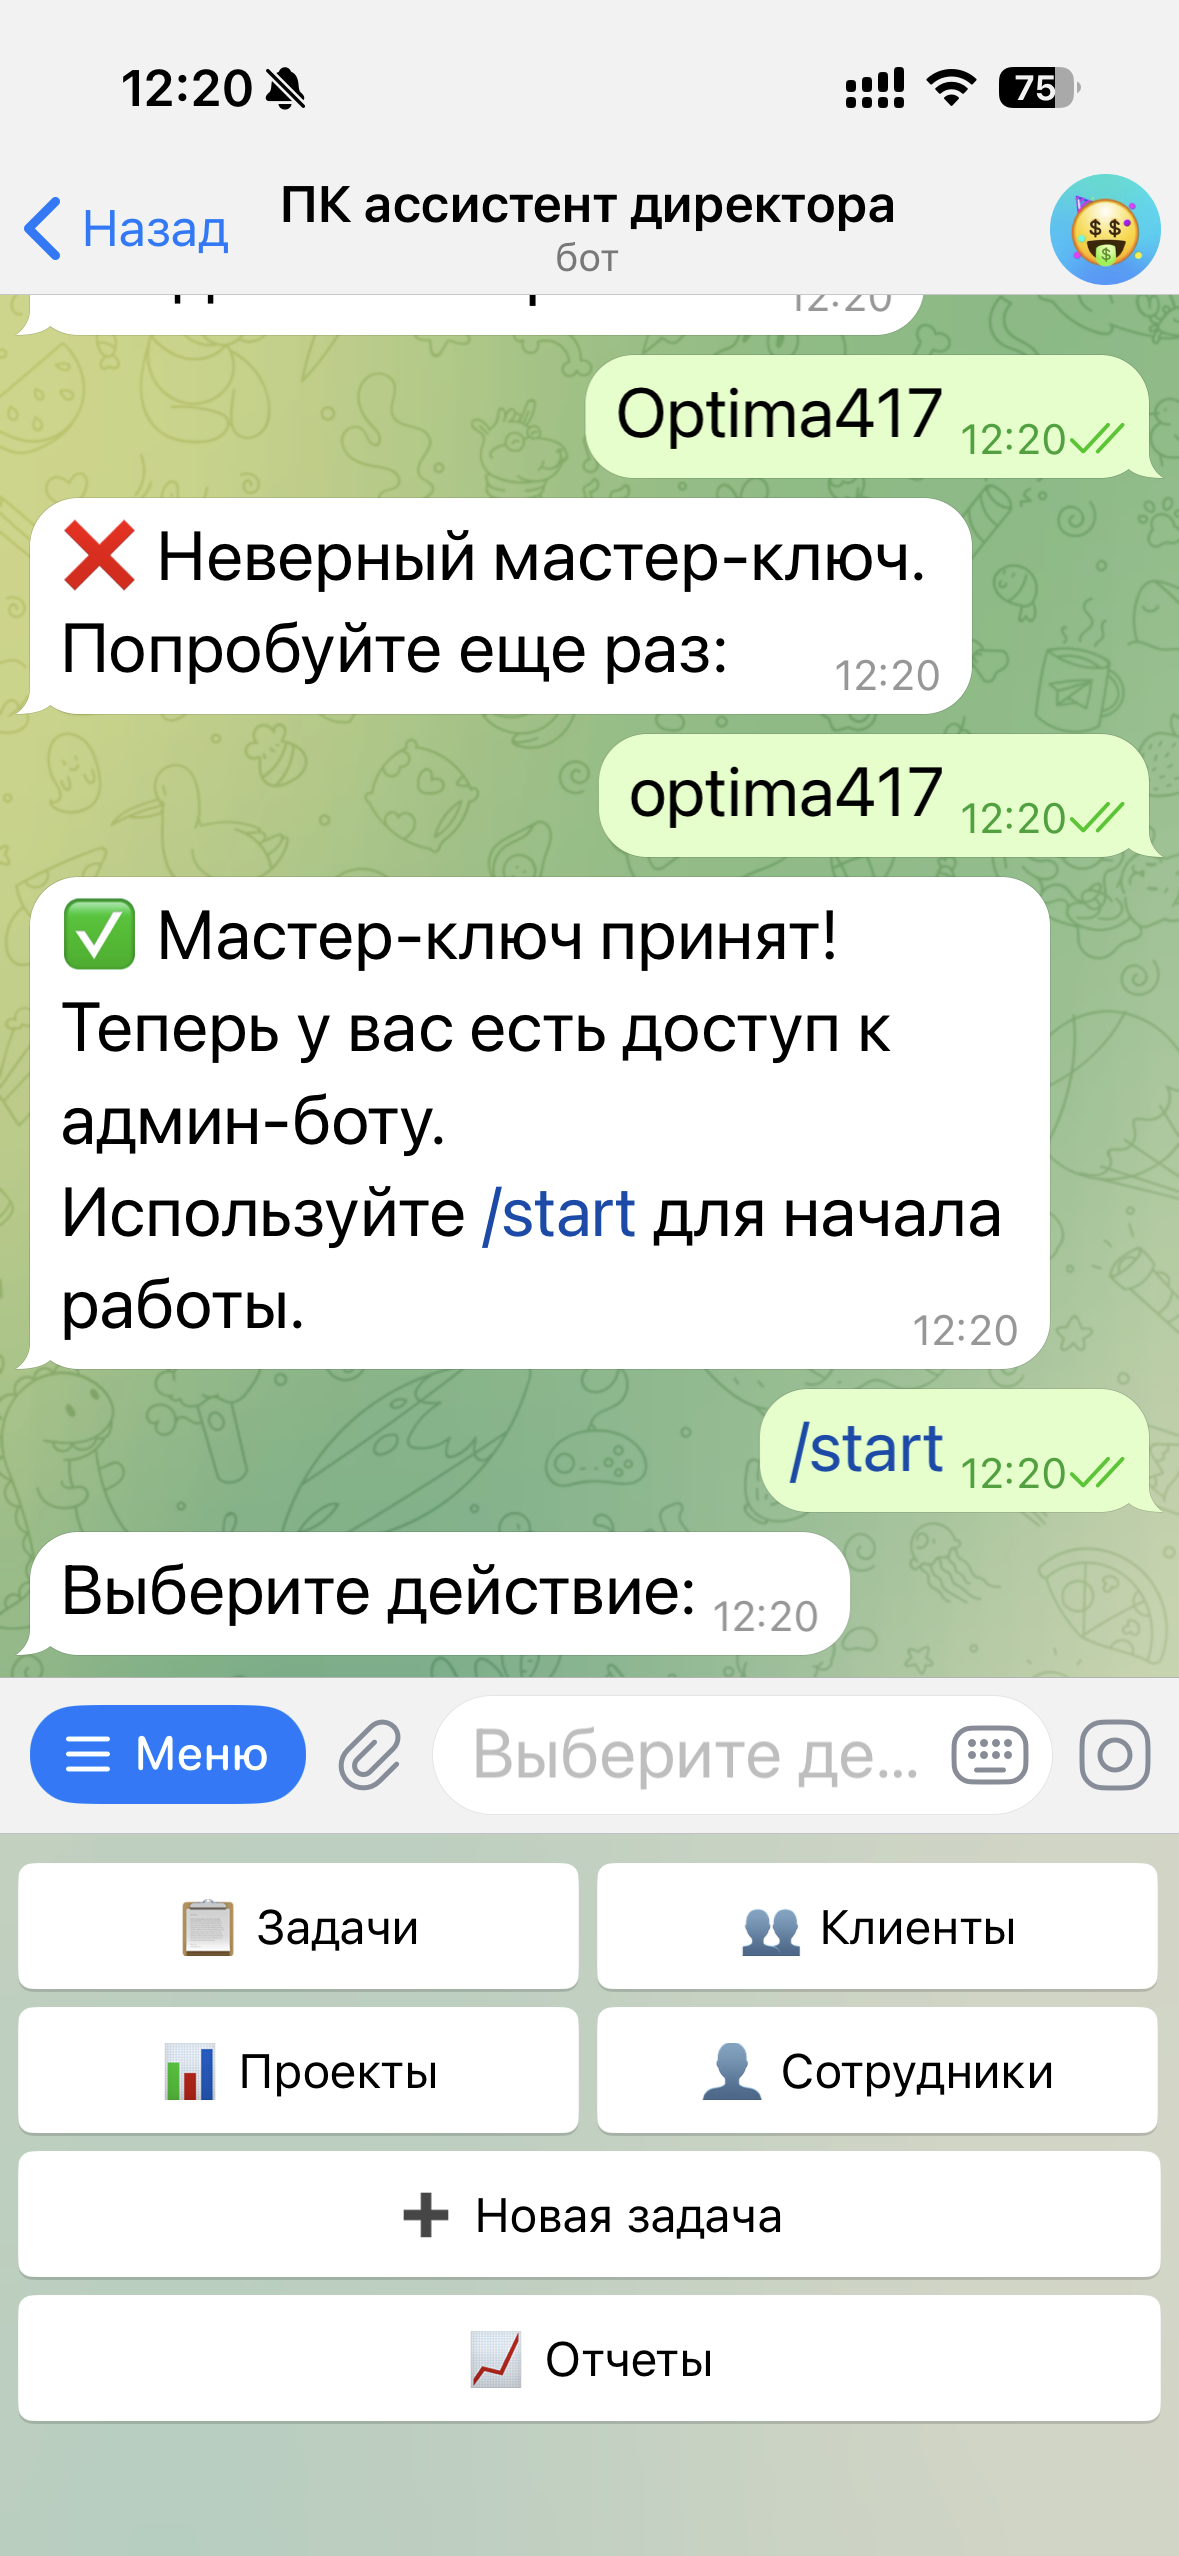 12:20
75
Назад
ПК ассистент директора
бот
12:20
Optima417 12:20
❌ Неверный мастер-ключ.
Попробуйте еще раз: 12:20
optima417 12:20
✅ Мастер-ключ принят!
Теперь у вас есть доступ к
админ-боту.
Используйте /start для начала
работы. 12:20
/start 12:20
Выберите действие: 12:20
Меню
Выберите де...
📋 Задачи
👥 Клиенты
📊 Проекты
👤 Сотрудники
➕ Новая задача
📈 Отчеты